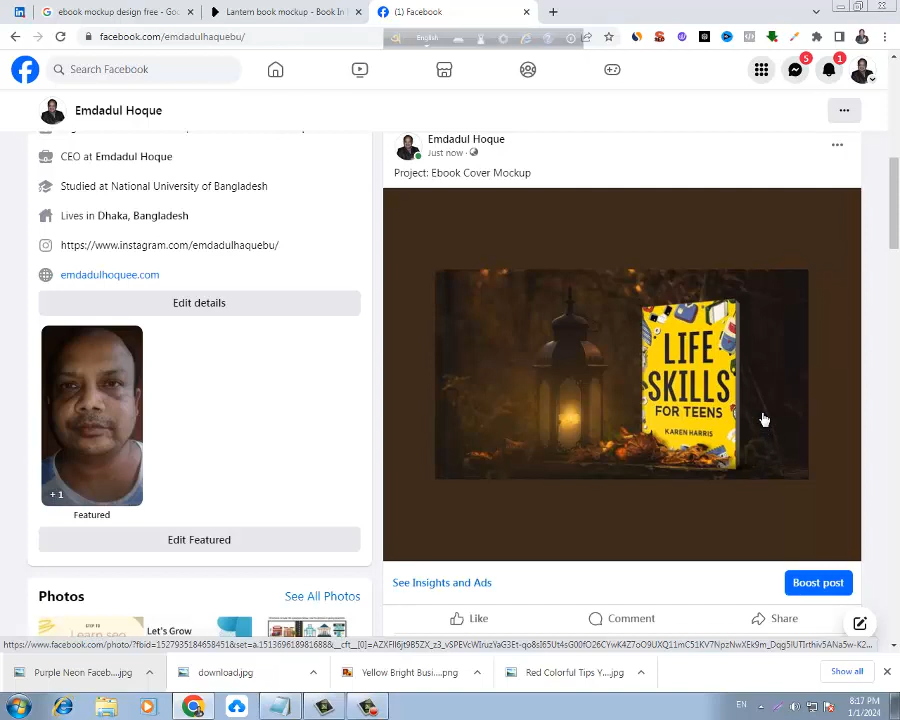 ebook mockup design free - Goo
Lantern book mockup - Book In
(1) Facebook
facebook.com/emdadulhoquebu/
English
Search Facebook
5
1
Emdadul Hoque
CEO at Emdadul Hoque
Studied at National University of Bangladesh
Lives in Dhaka, Bangladesh
https://www.instagram.com/emdadulhaquebu/
emdadulhoquee.com
Edit details
+ 1
Featured
Edit Featured
Photos
See All Photos
Let's Grow
Emdadul Hoque
Just now
Project: Ebook Cover Mockup
LIFE
SKILLS
FOR TEENS
KAREN HARRIS
See Insights and Ads
Boost post
Like
Comment
Share
Purple Neon Faceb....jpg
download.jpg
Yellow Bright Busi....png
Red Colorful Tips Y....jpg
Show all
EN
8:17 PM
1/1/2024